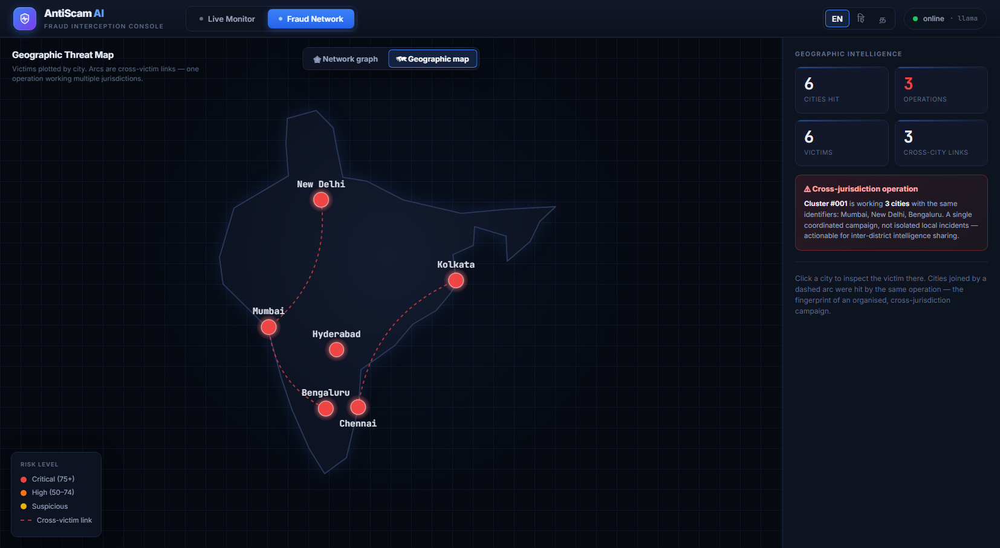 AntiScam AI
FRAUD INTERCEPTION CONSOLE
Live Monitor
Fraud Network
EN
हि
த
online · llama
Geographic Threat Map
Victims plotted by city. Arcs are cross-victim links — one
operation working multiple jurisdictions.
Network graph
Geographic map
New Delhi
Kolkata
Mumbai
Hyderabad
Bengaluru
Chennai
RISK LEVEL
Critical (75+)
High (50–74)
Suspicious
Cross-victim link
GEOGRAPHIC INTELLIGENCE
6
CITIES HIT
3
OPERATIONS
6
VICTIMS
3
CROSS-CITY LINKS
⚠ Cross-jurisdiction operation
Cluster #001 is working 3 cities with the same
identifiers: Mumbai, New Delhi, Bengaluru. A single
coordinated campaign, not isolated local incidents —
actionable for inter-district intelligence sharing.
Click a city to inspect the victim there. Cities joined by a
dashed arc were hit by the same operation — the
fingerprint of an organised, cross-jurisdiction
campaign.